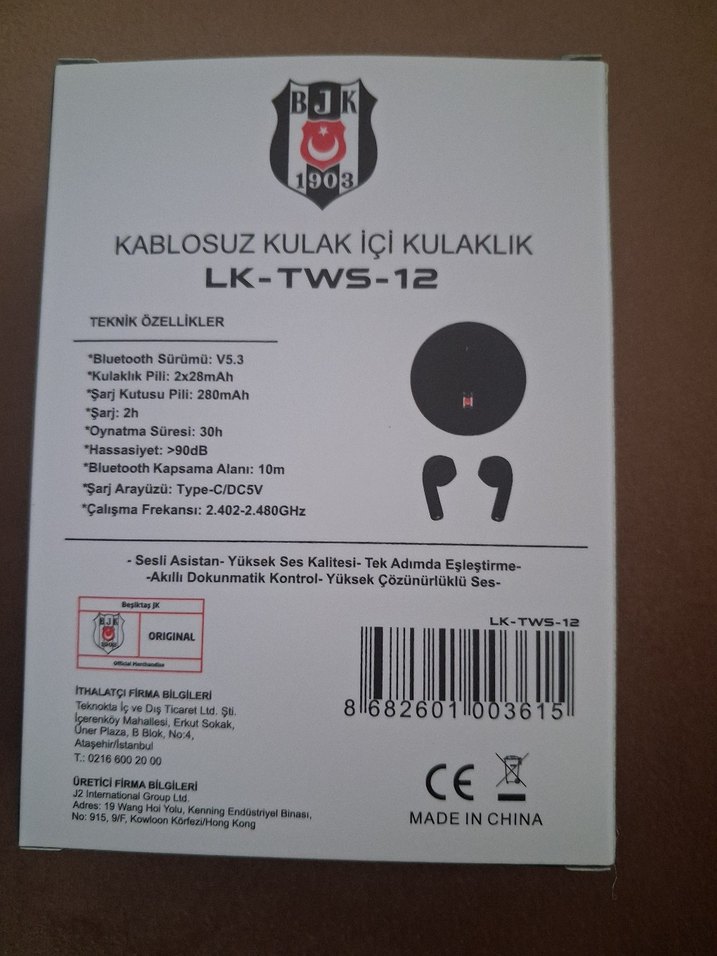 BJK
1903
KABLOSUZ KULAK İÇİ KULAKLIK
LK-TWS-12
TEKNİK ÖZELLİKLER
*Bluetooth Sürümü: V5.3
*Kulaklık Pili: 2x28mAh
*Şarj Kutusu Pili: 280mAh
*Şarj: 2h
*Oynatma Süresi: 30h
*Hassasiyet: >90dB
*Bluetooth Kapsama Alanı: 10m
*Şarj Arayüzü: Type-C/DC5V
*Çalışma Frekansı: 2.402-2.480GHz
- Sesli Asistan- Yüksek Ses Kalitesi- Tek Adımda Eşleştirme-
-Akıllı Dokunmatik Kontrol- Yüksek Çözünürlüklü Ses-
Beşiktaş JK
BJK
1903
ORIGINAL
Official Merchandise
İTHALATÇI FİRMA BİLGİLERİ
Teknokta İç ve Dış Ticaret Ltd. Şti.
İçerenköy Mahallesi, Erkut Sokak,
Üner Plaza, B Blok, No:4,
Ataşehir/İstanbul
T.: 0216 600 20 00
ÜRETİCİ FİRMA BİLGİLERİ
J2 International Group Ltd.
Adres: 19 Wang Hoi Yolu, Kenning Endüstriyel Binası,
No: 915, 9/F, Kowloon Körfezi/Hong Kong
LK-TWS-12
8 682601 003615
CE
MADE IN CHINA